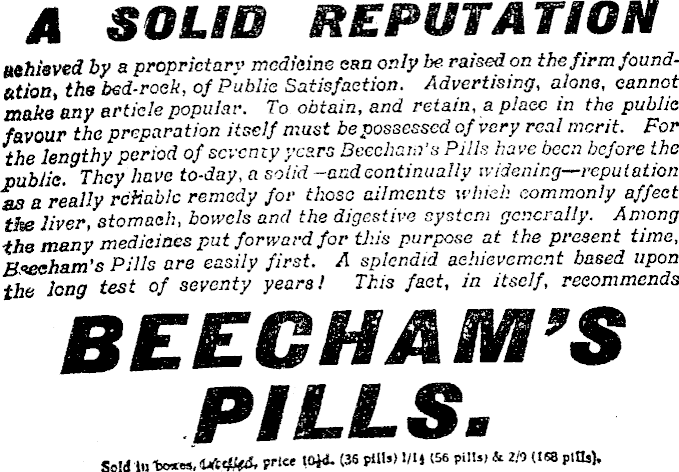 A SOLID REPUTATION
achieved by a proprietary medicine can only be raised on the firm found-
ation, the bed-rock, of Public Satisfaction. Advertising, alone, cannot
make any article popular. To obtain, and retain, a place in the public
favour the preparation itself must be possessed of very real merit. For
the lengthy period of seventy years Beecham's Pills have been before the
public. They have to-day, a solid—and continually widening—reputation
as a really reliable remedy for those ailments which commonly affect
the liver, stomach, bowels and the digestive system generally. Among
the many medicines put forward for this purpose at the present time,
Beecham's Pills are easily first. A splendid achievement based upon
the long test of seventy years! This fact, in itself, recommends
BEECHAM'S
PILLS.
Sold in boxes, labelled, price 10½d. (36 pills) 1/1½ (56 pills) & 2/9 (168 pills).